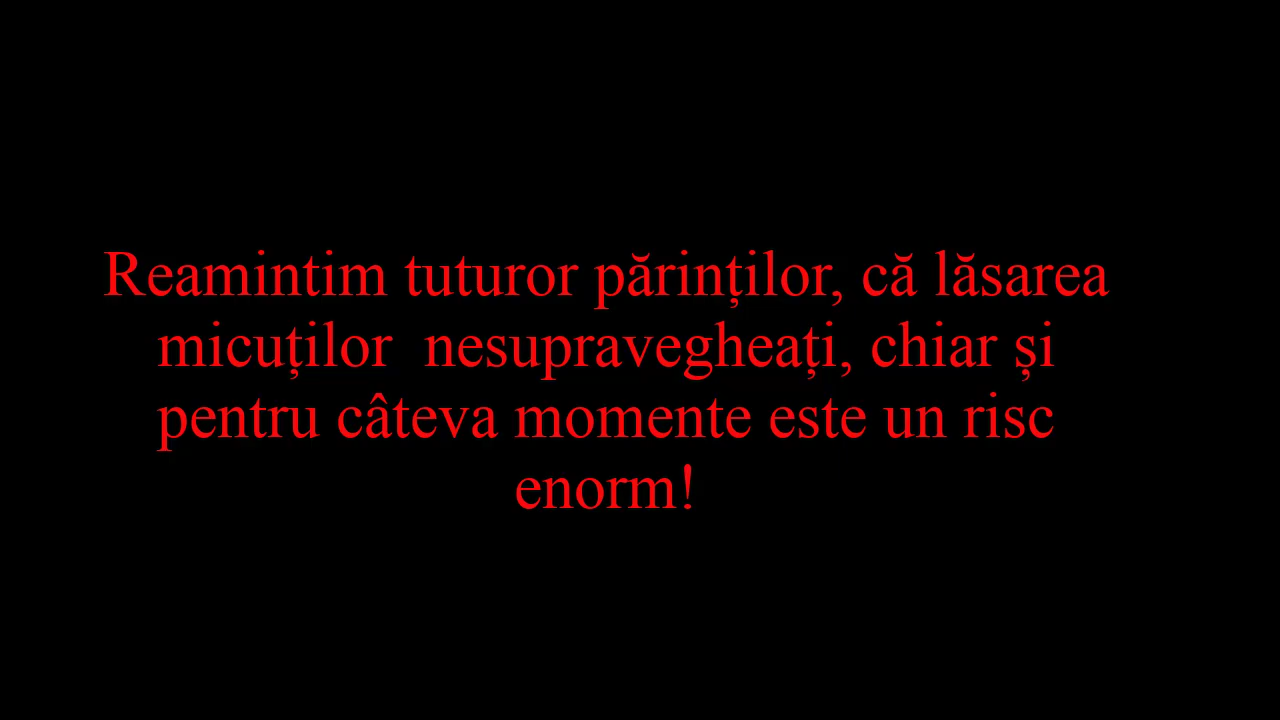 Reamintim tuturor părinților, că lăsarea
micuților  nesupravegheați, chiar și
pentru câteva momente este un risc
enorm!